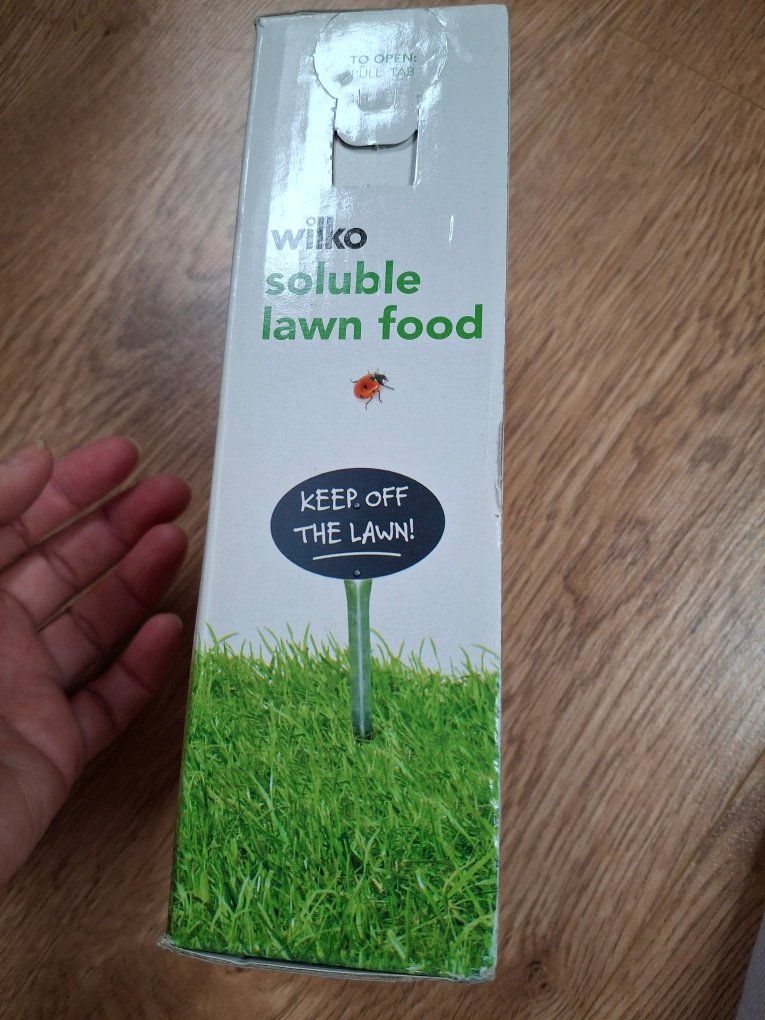 TO OPEN:
PULL TAB
wilko
soluble
lawn food
KEEP OFF
THE LAWN!